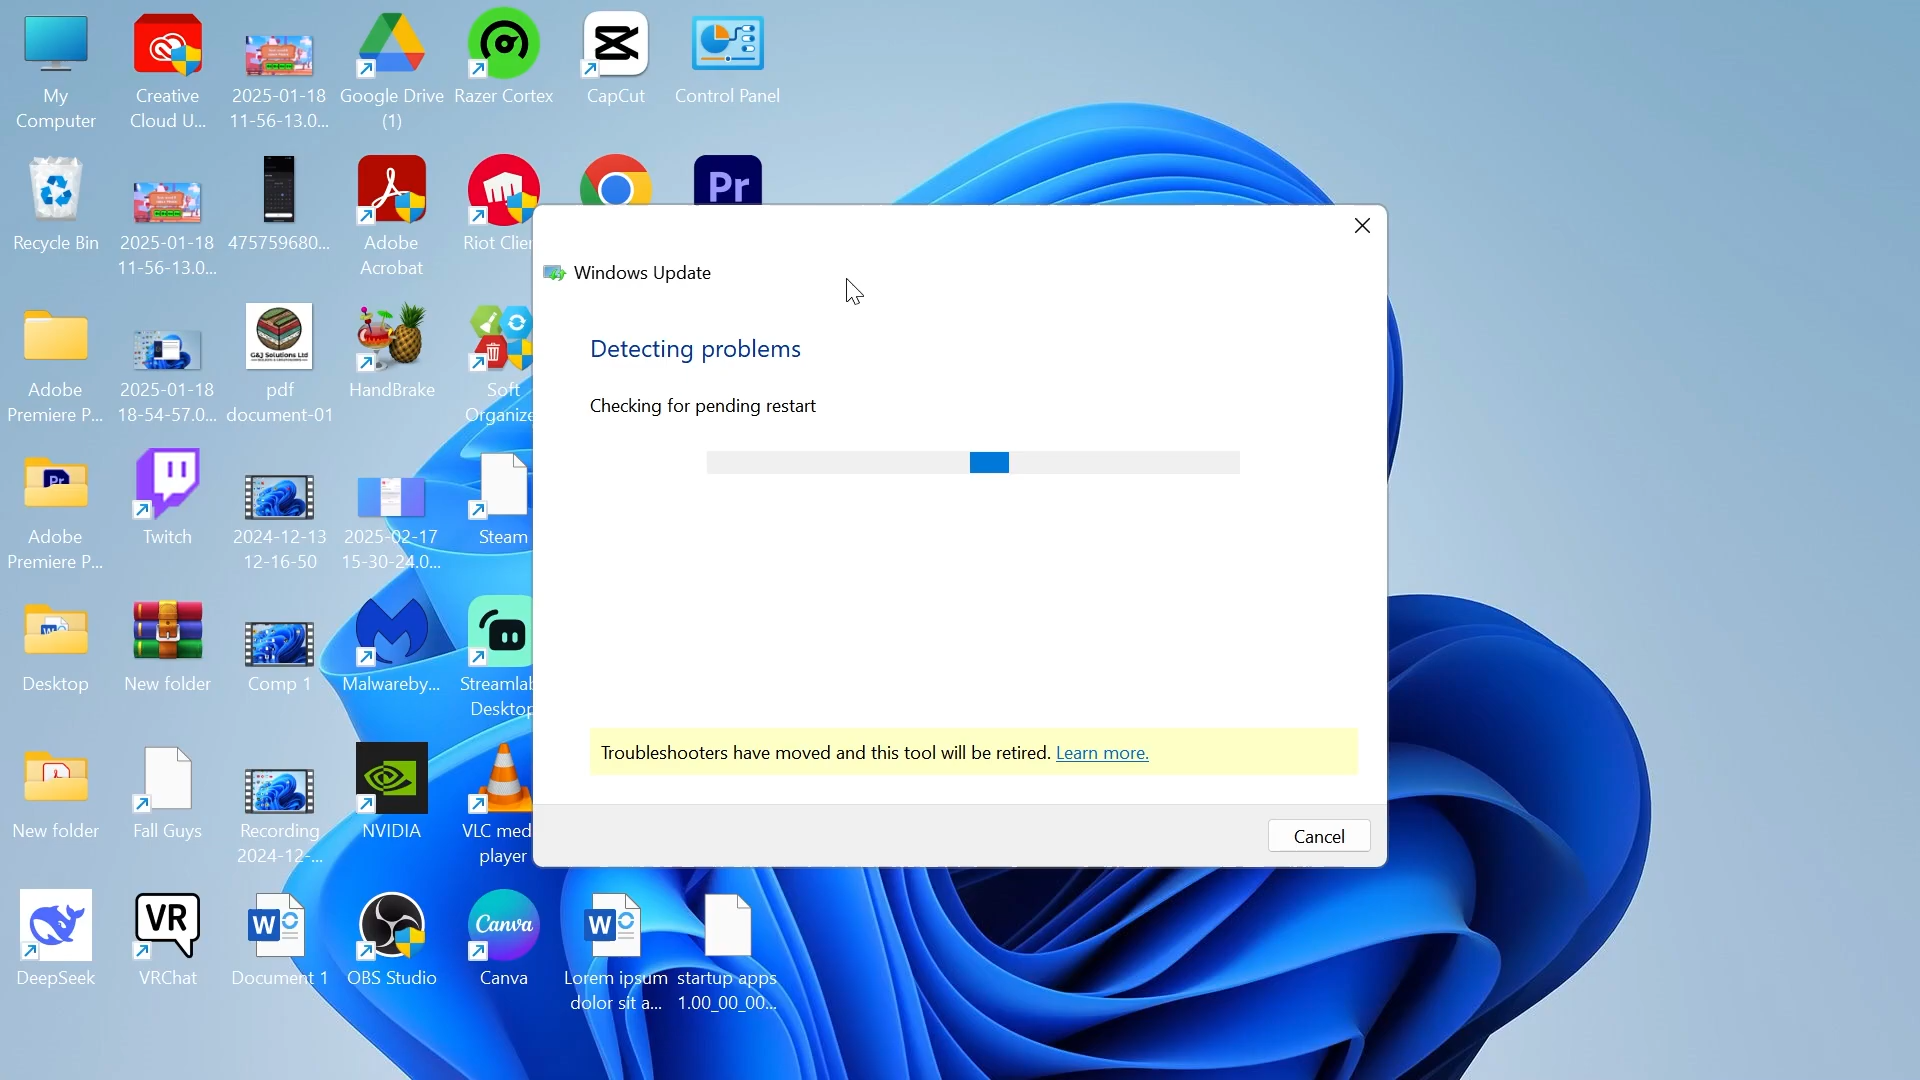 My
Computer
Creative
Cloud U...
2025-01-18
11-56-13.0...
Google Drive
(1)
Razer Cortex
CapCut
Control Panel
Recycle Bin
2025-01-18
11-56-13.0...
475759680...
Adobe
Acrobat
Riot Clien
Pr
Adobe
Premiere P...
2025-01-18
18-54-57.0...
G&J Solutions Ltd
pdf
document-01
HandBrake
Soft
Organize
Pr
Adobe
Premiere P...
Twitch
2024-12-13
12-16-50
2025-02-17
15-30-24.0...
Steam
W
Desktop
New folder
Comp 1
Malwareby...
Streamlab
Desktop
New folder
Fall Guys
Recording
2024-12-...
NVIDIA
VLC med
player
DeepSeek
VR
VRChat
W
Document 1
OBS Studio
Canva
Canva
W
Lorem ipsum
dolor sit a...
startup apps
1.00_00_00...
Windows Update
Detecting problems
Checking for pending restart
Troubleshooters have moved and this tool will be retired. Learn more.
Cancel